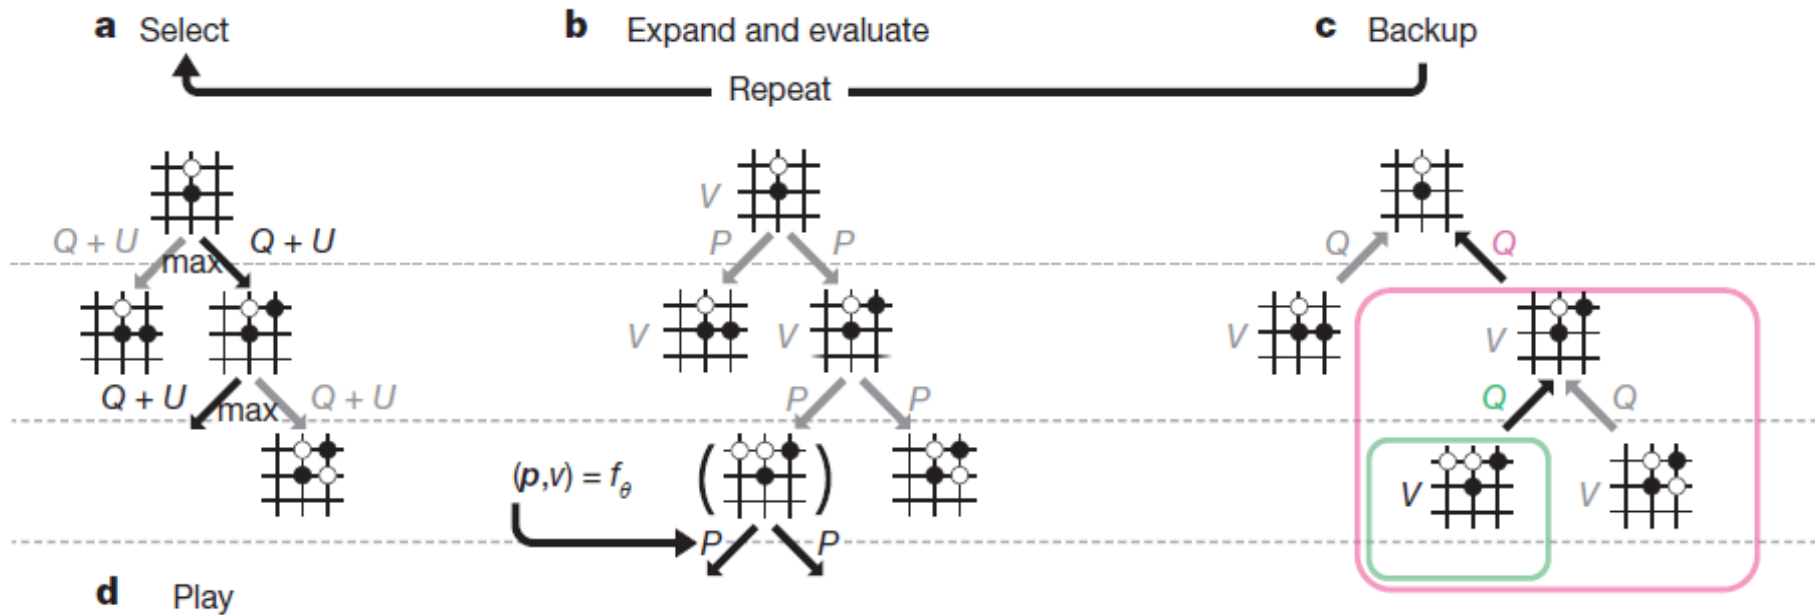 a Select
b Expand and evaluate
c Backup
Repeat
Q + U
max
Q + U
Q + U
max
Q + U
V
P
P
V
V
P
P
(p,v) = fθ
P
P
Q
Q
V
V
Q
Q
V
V
d Play